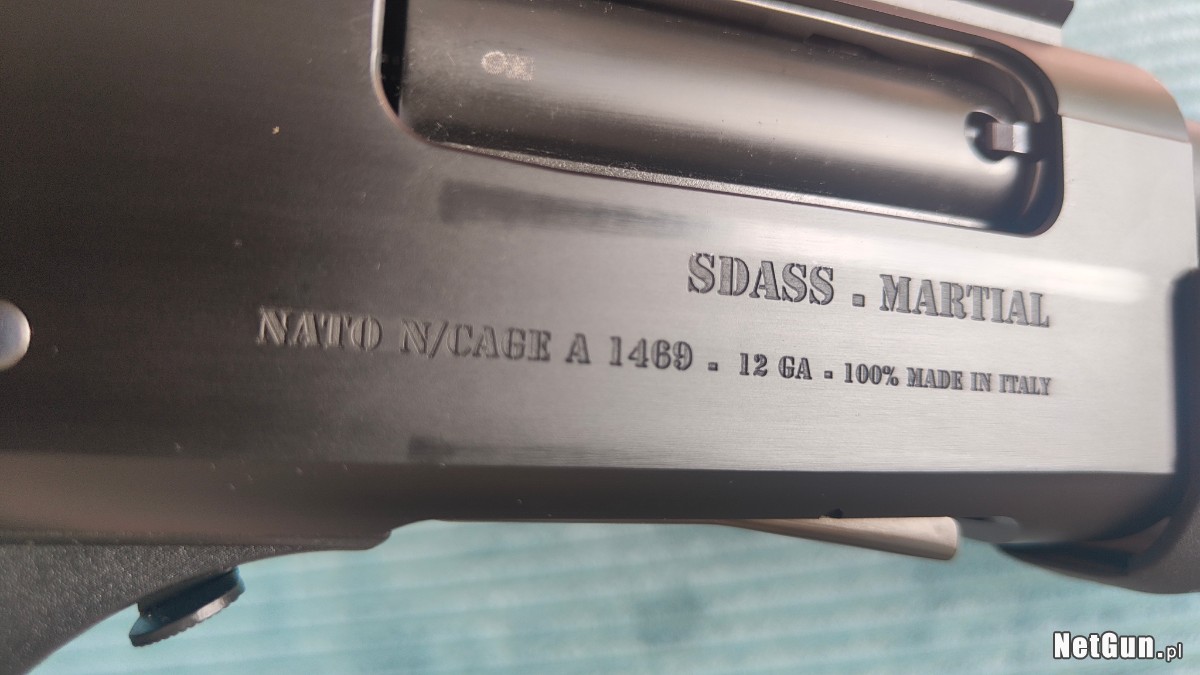 SDASS . MARTIAL
NATO N/CAGE A 1469 - 12 GA - 100% MADE IN ITALY
NetGun.pl